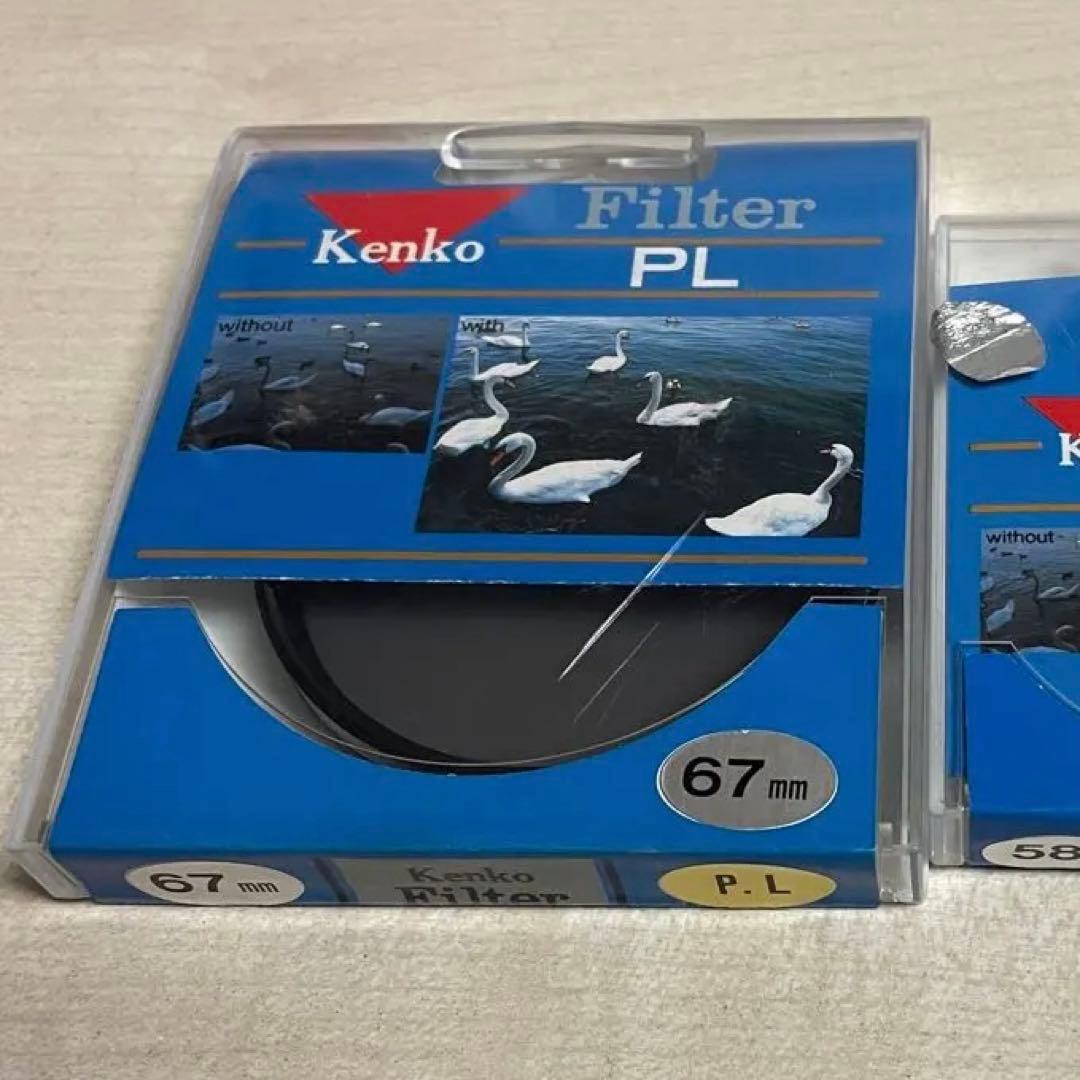 Kenko
Filter
PL
without
with
67mm
67mm
Kenko
Filter
P.L
without
58